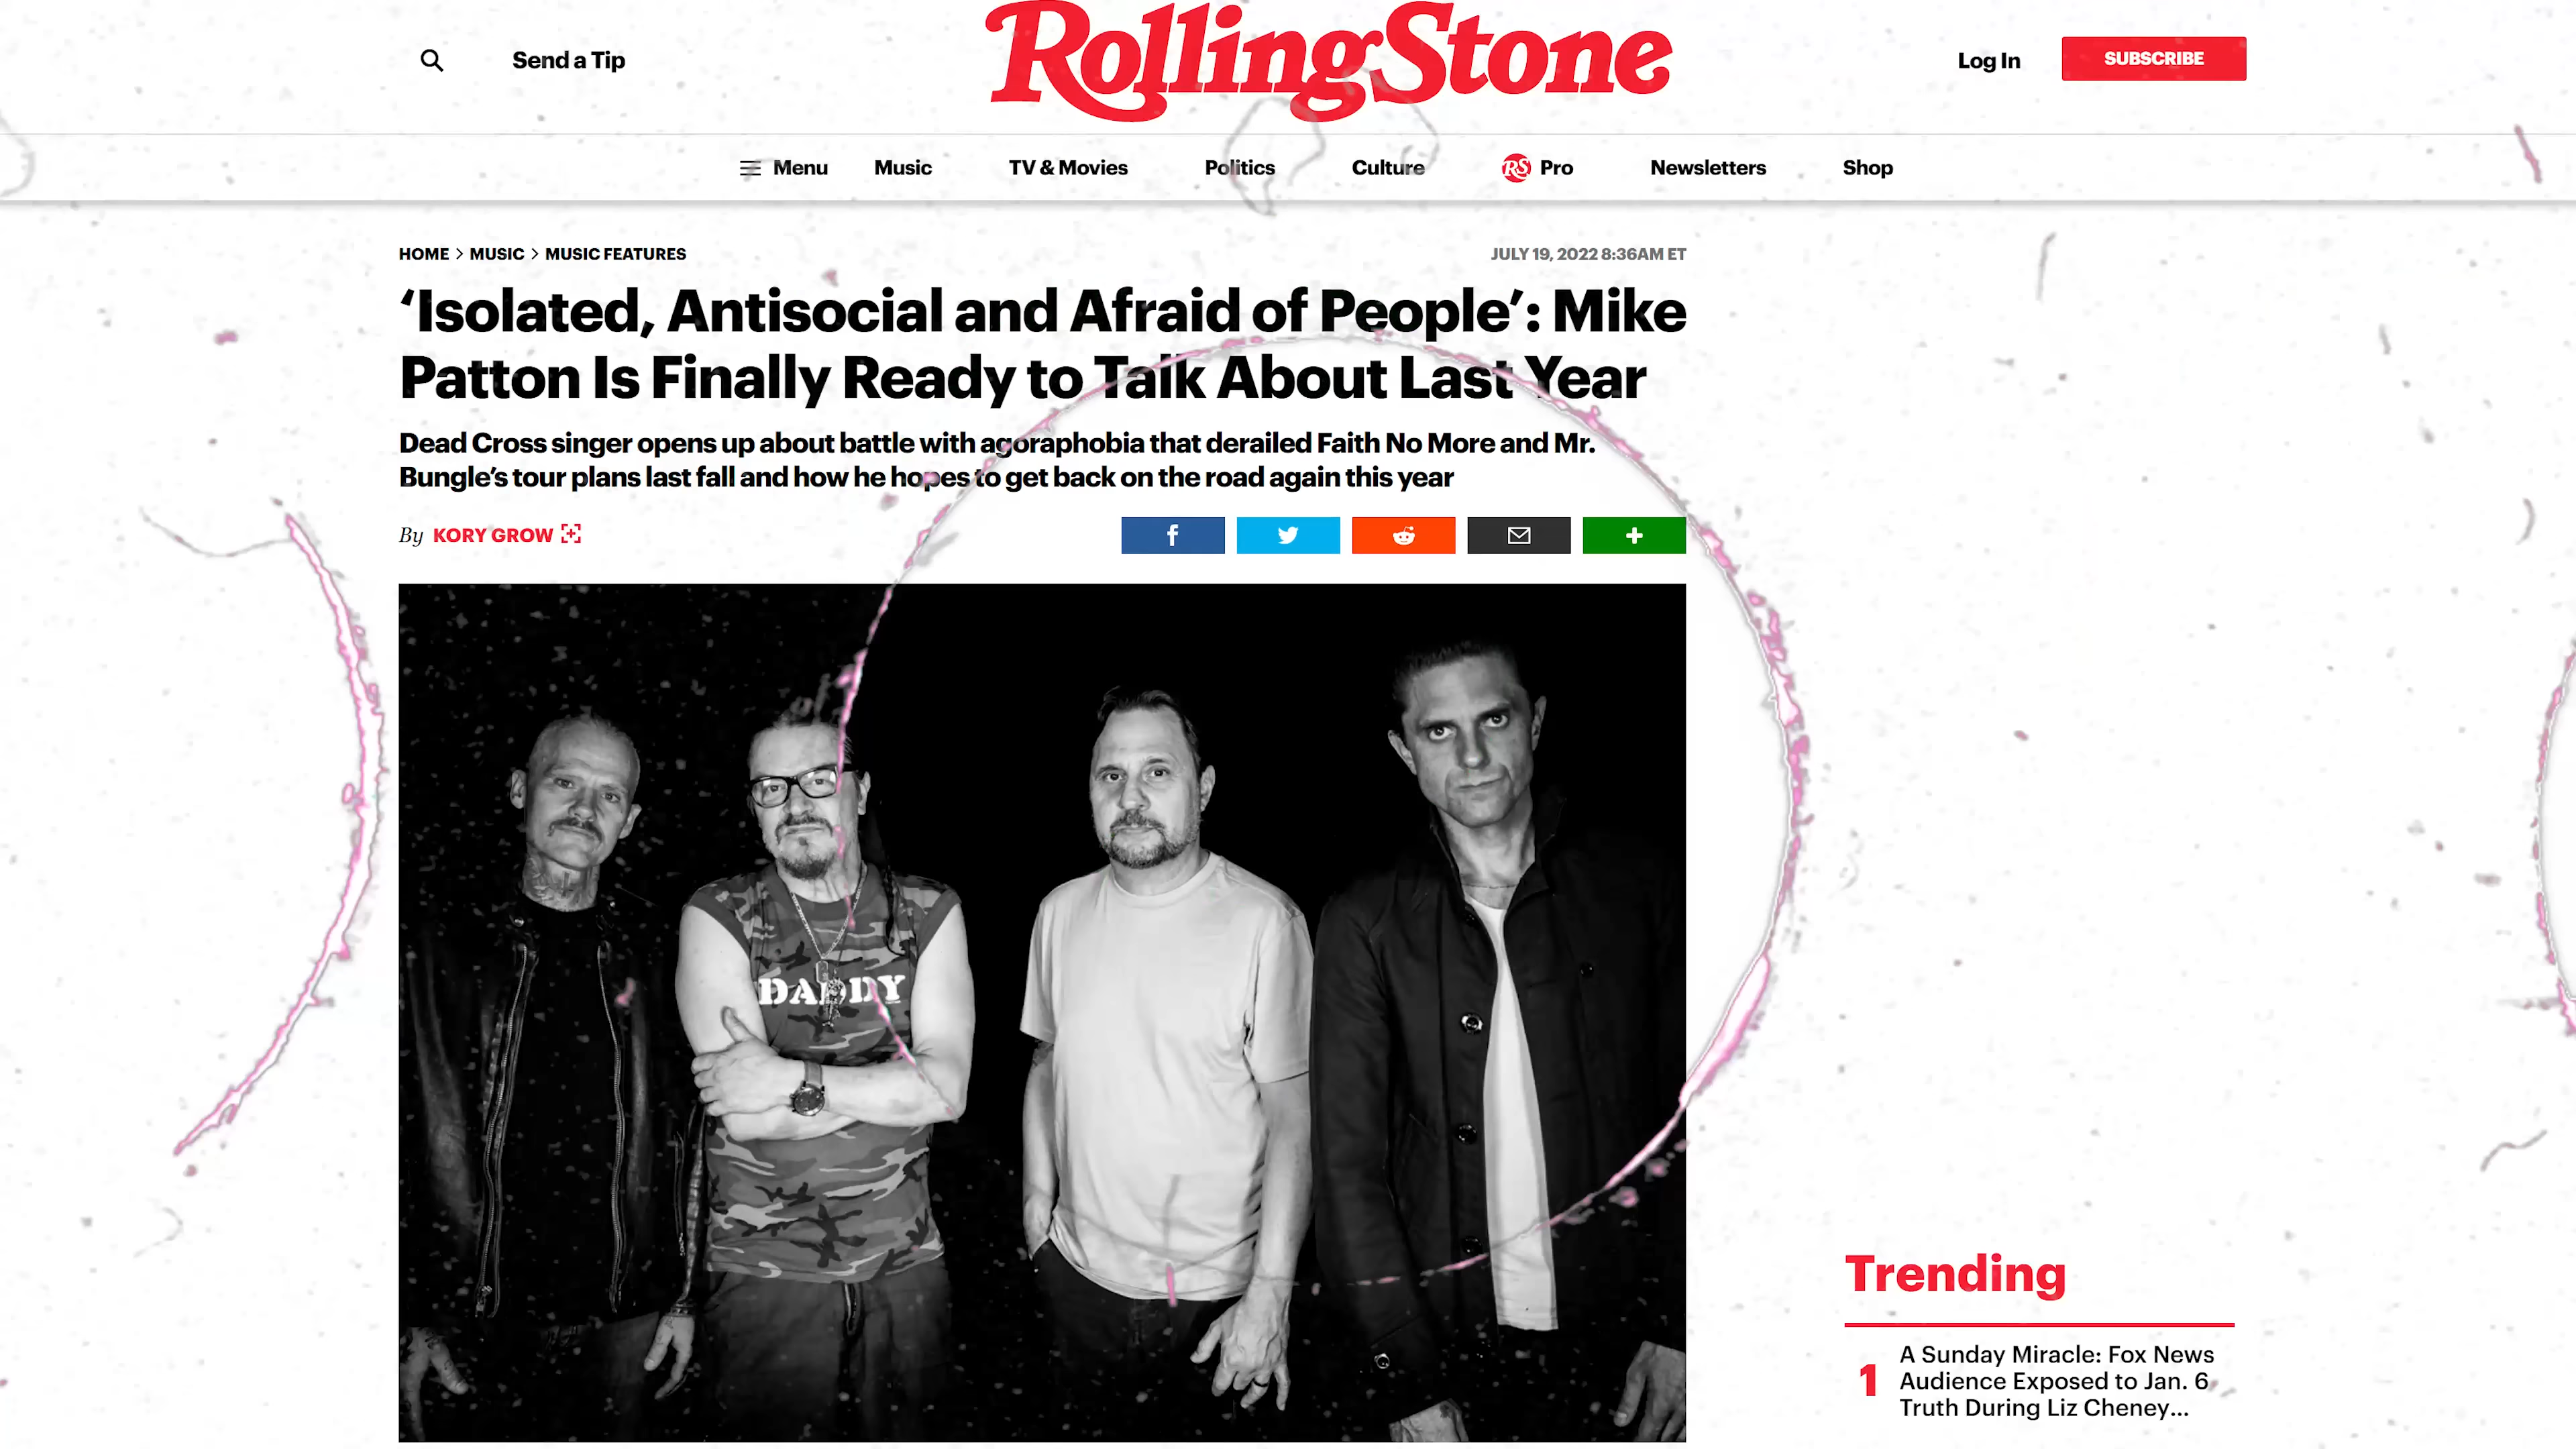 RollingStone
Send a Tip
Log In
SUBSCRIBE
Menu
Music
TV & Movies
Politics
Culture
RS Pro
Newsletters
Shop
HOME > MUSIC > MUSIC FEATURES
JULY 19, 2022 8:36AM ET
‘Isolated, Antisocial and Afraid of People’: Mike
Patton Is Finally Ready to Talk About Last Year
Dead Cross singer opens up about battle with agoraphobia that derailed Faith No More and Mr.
Bungle’s tour plans last fall and how he hopes to get back on the road again this year
By KORY GROW
DADDY
Trending
1
A Sunday Miracle: Fox News
Audience Exposed to Jan. 6
Truth During Liz Cheney...